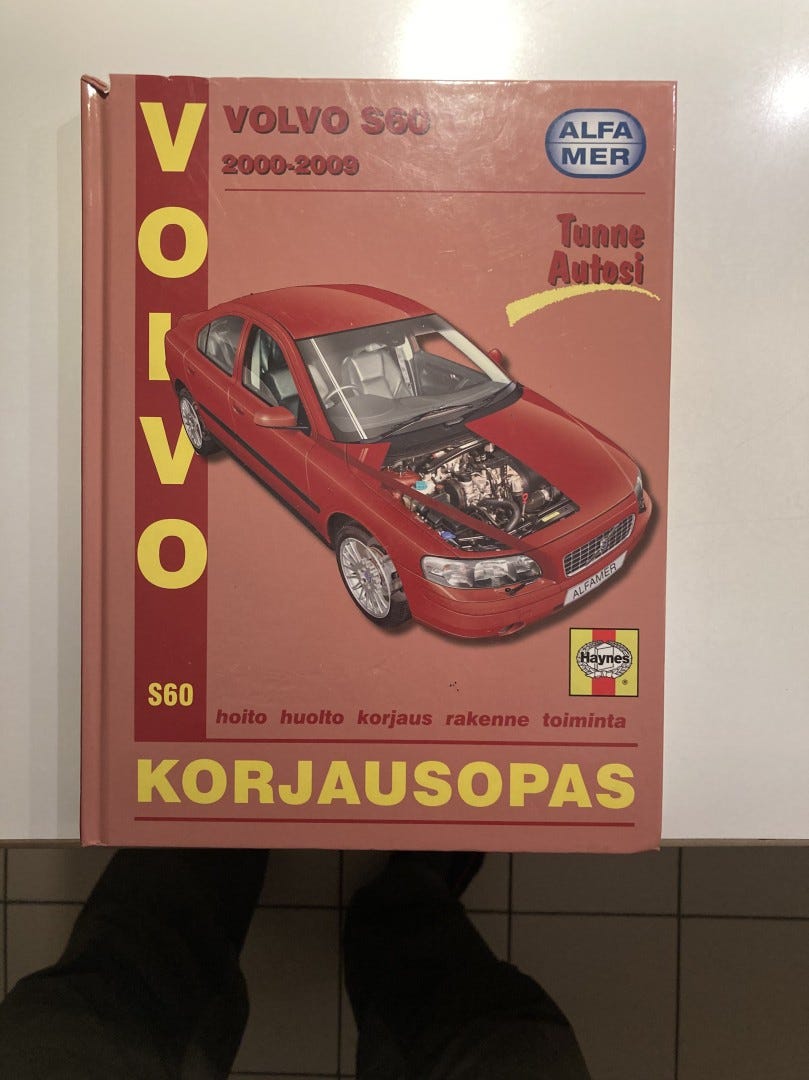 VOLVO
VOLVO S60
2000-2009
ALFA
MER
Tunne
Autosi
ALFAMER
Haynes
®
S60
hoito huolto korjaus rakenne toiminta
KORJAUSOPAS